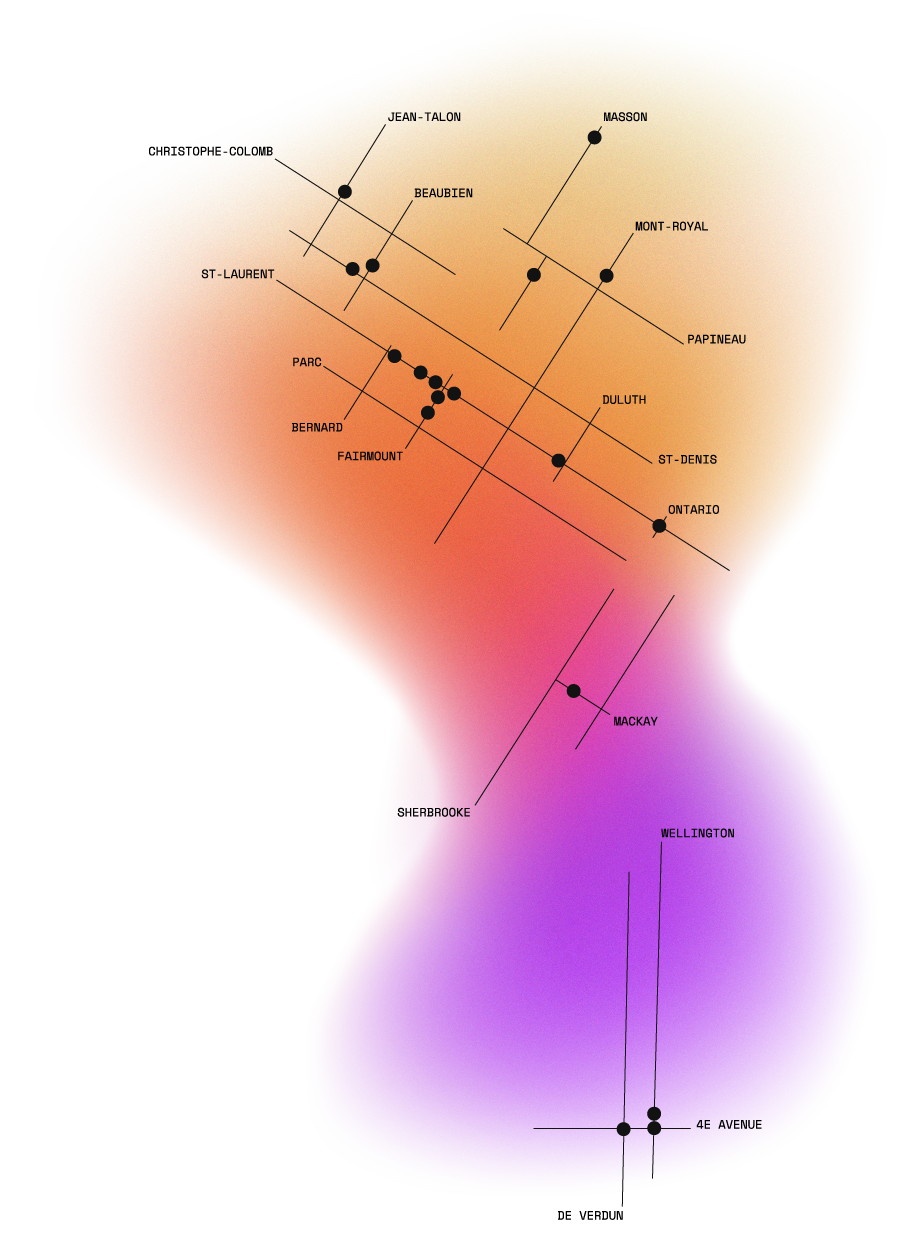 JEAN-TALON
MASSON
CHRISTOPHE-COLOMB
BEAUBIEN
MONT-ROYAL
ST-LAURENT
PAPINEAU
PARC
DULUTH
BERNARD
FAIRMOUNT
ST-DENIS
ONTARIO
MACKAY
SHERBROOKE
WELLINGTON
4E AVENUE
DE VERDUN